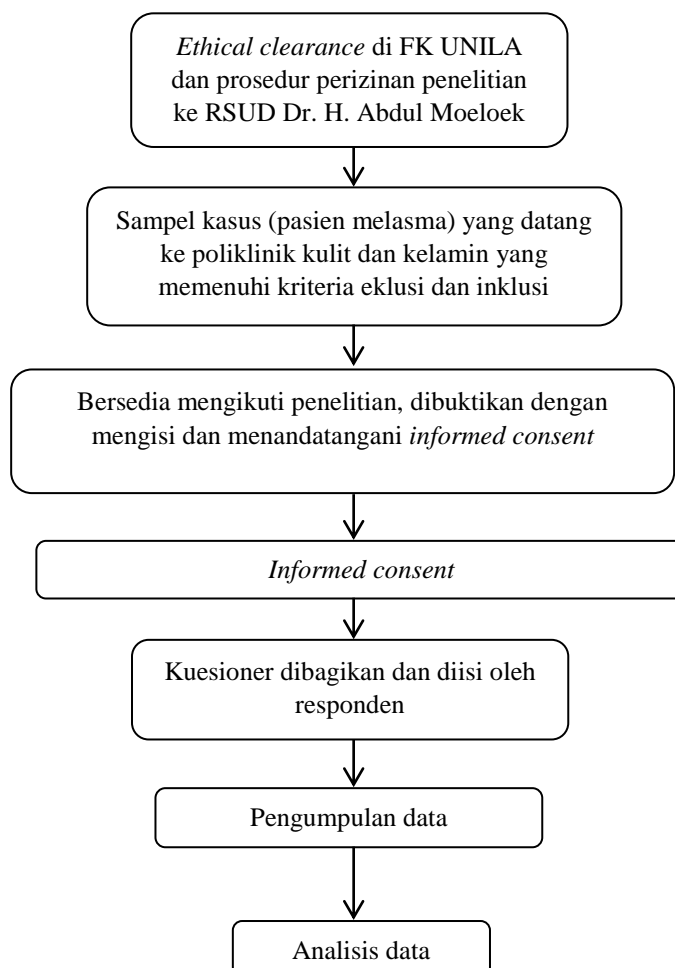 Ethical clearance di FK UNILA
dan prosedur perizinan penelitian
ke RSUD Dr. H. Abdul Moeloek
Sampel kasus (pasien melasma) yang datang
ke poliklinik kulit dan kelamin yang
memenuhi kriteria eklusi dan inklusi
Bersedia mengikuti penelitian, dibuktikan dengan
mengisi dan menandatangani informed consent
Informed consent
Kuesioner dibagikan dan diisi oleh
responden
Pengumpulan data
Analisis data